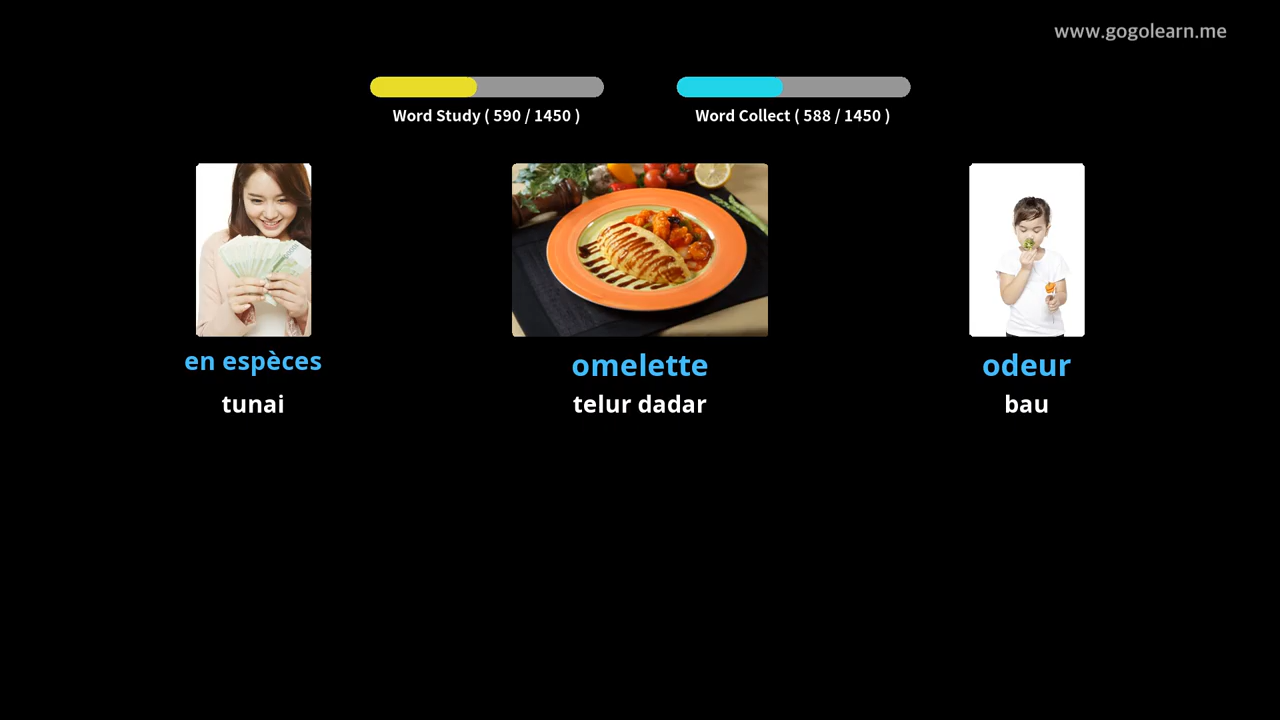 www.gogolearn.me
Word Study ( 590 / 1450 )
Word Collect ( 588 / 1450 )
en espèces
omelette
odeur
tunai
telur dadar
bau